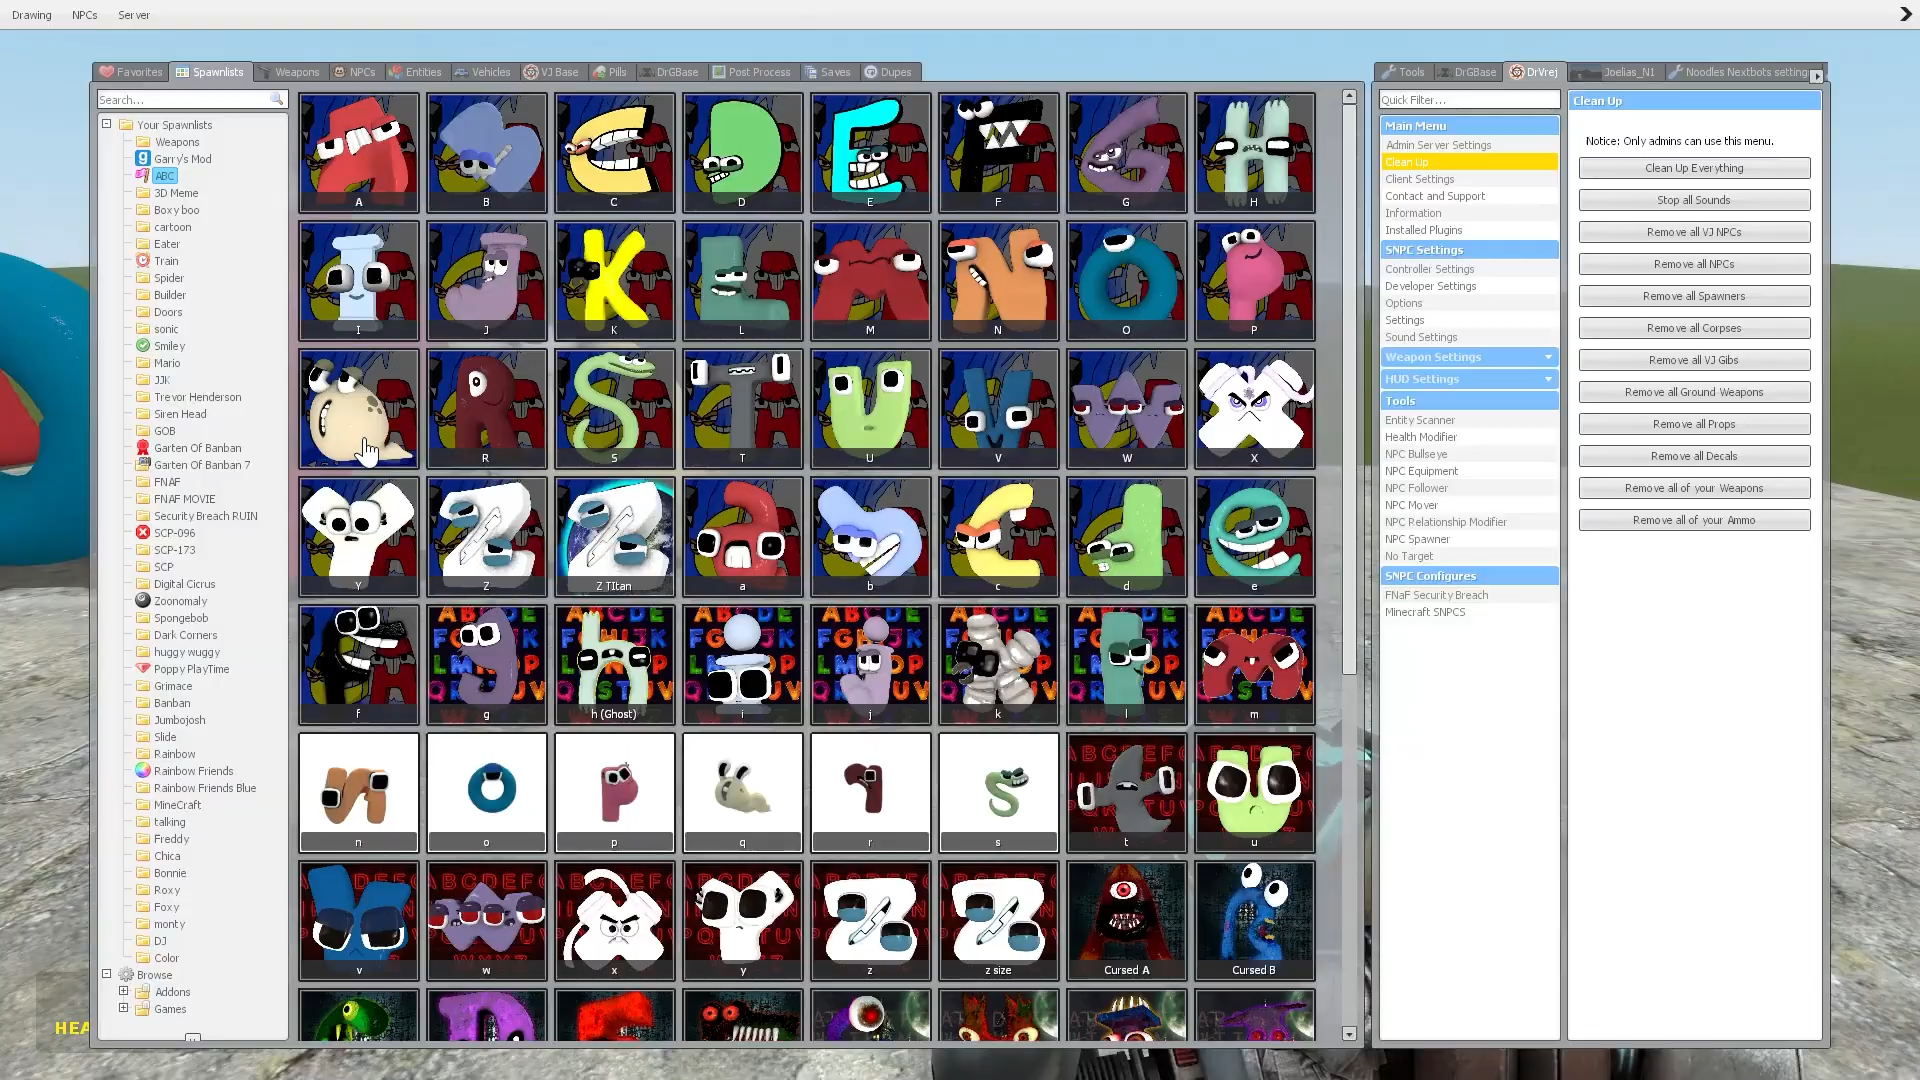 Drawing NPCs Server
Favorites Spawnlists Weapons NPCs Entities Vehicles VJ Base Pills DrGBase Post Process Saves Dupes
Search...
Your Spawnlists
Weapons
Garry's Mod
ABC
3D Meme
Boxy boo
cartoon
Eater
Train
Spider
Builder
Doors
sonic
Smiley
Mario
JJK
Trevor Henderson
Siren Head
GOB
Garten Of Banban
Garten Of Banban 7
FNAF
FNAF MOVIE
Security Breach RUIN
SCP-096
SCP-173
SCP
Digital Cicrus
Zoonomaly
Spongebob
Dark Corners
huggy wuggy
Poppy PlayTime
Grimace
Banban
Jumbojosh
Slide
Rainbow
Rainbow Friends
Rainbow Friends Blue
MineCraft
talking
Freddy
Chica
Bonnie
Roxy
Foxy
monty
DJ
Color
Browse
Addons
Games
HEA
A B C D E F G H
I J K L M N O P
R S T U V W X
Y Z Z TItan a b c d e
f g h (Ghost) i j k l m
n o p q r s t u
v w x y z z size Cursed A Cursed B
Tools DrGBase DrVrej Joelias_N1 Noodles Nextbots setting
Quick Filter...
Main Menu
Admin Server Settings
Clean Up
Client Settings
Contact and Support
Information
Installed Plugins
SNPC Settings
Controller Settings
Developer Settings
Options
Settings
Sound Settings
Weapon Settings
HUD Settings
Tools
Entity Scanner
Health Modifier
NPC Bullseye
NPC Equipment
NPC Follower
NPC Mover
NPC Relationship Modifier
NPC Spawner
No Target
SNPC Configures
FNaF Security Breach
Minecraft SNPCS
Clean Up
Notice: Only admins can use this menu.
Clean Up Everything
Stop all Sounds
Remove all VJ NPCs
Remove all NPCs
Remove all Spawners
Remove all Corpses
Remove all VJ Gibs
Remove all Ground Weapons
Remove all Props
Remove all Decals
Remove all of your Weapons
Remove all of your Ammo